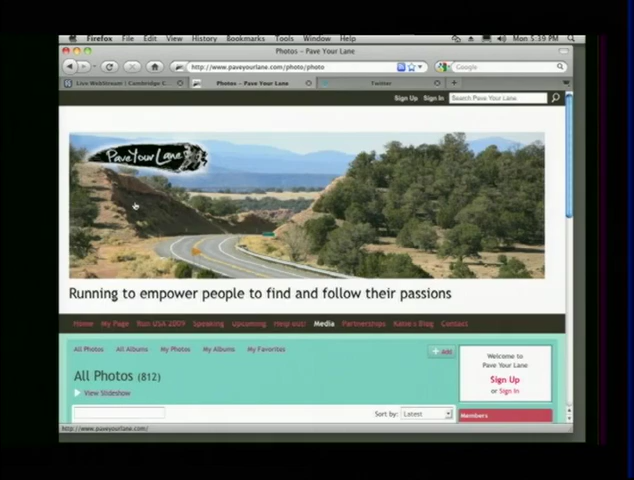 Firefox File Edit View History Bookmarks Tools Window Help Mon 5:39 PM
Photos – Pave Your Lane
http://www.paveyourlane.com/photo/photo
Google
Live Webstream | Cambridge C... Photos – Pave Your Lane Twitter
Sign Up Sign In Search Pave Your Lane
PaveYourLane
Running to empower people to find and follow their passions
Home My Page Run USA 2009 Speaking Upcoming Help out! Media Partnerships Katie's Blog Contact
All Photos All Albums My Photos My Albums My Favorites
+ Add
All Photos (812)
View Slideshow
Sort by: Latest
Welcome to
Pave Your Lane
Sign Up
or Sign In
Members
http://www.paveyourlane.com/